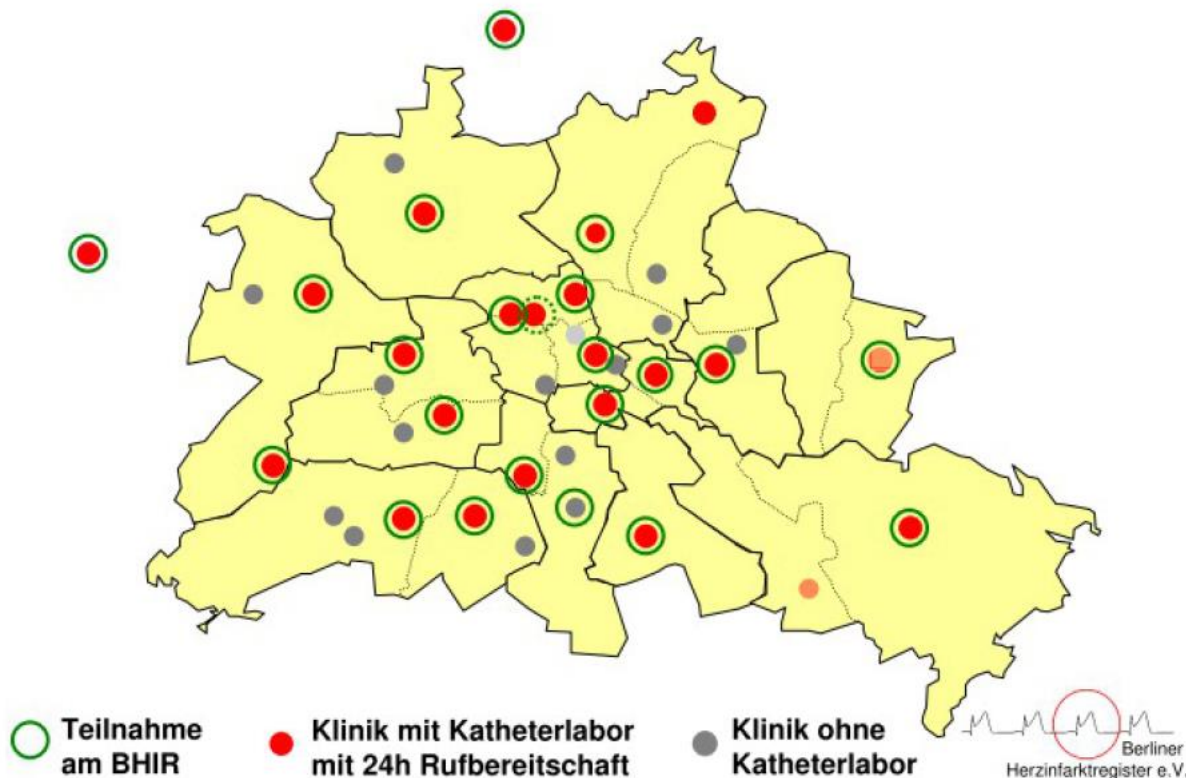 Teilnahme
am BHIR
Klinik mit Katheterlabor
mit 24h Rufbereitschaft
Klinik ohne
Katheterlabor
Berliner
Herzinfarktregister e.V.